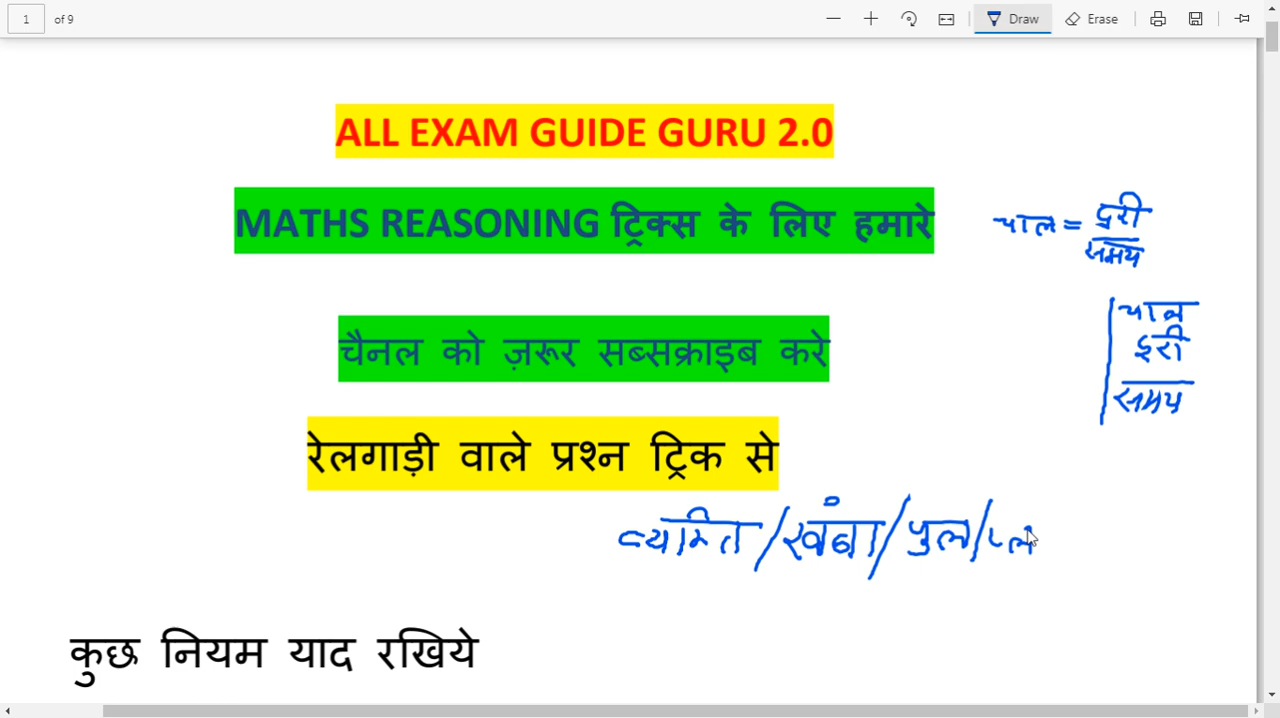 1 of 9 Draw Erase
ALL EXAM GUIDE GURU 2.0
MATHS REASONING ट्रिक्स के लिए हमारे
चाल = दुरी
समय
चैनल को ज़रूर सब्सक्राइब करे
चाल
दुरी
समय
रेलगाड़ी वाले प्रश्न ट्रिक से
व्यक्ति / खंबा / पुल /
कुछ नियम याद रखिये